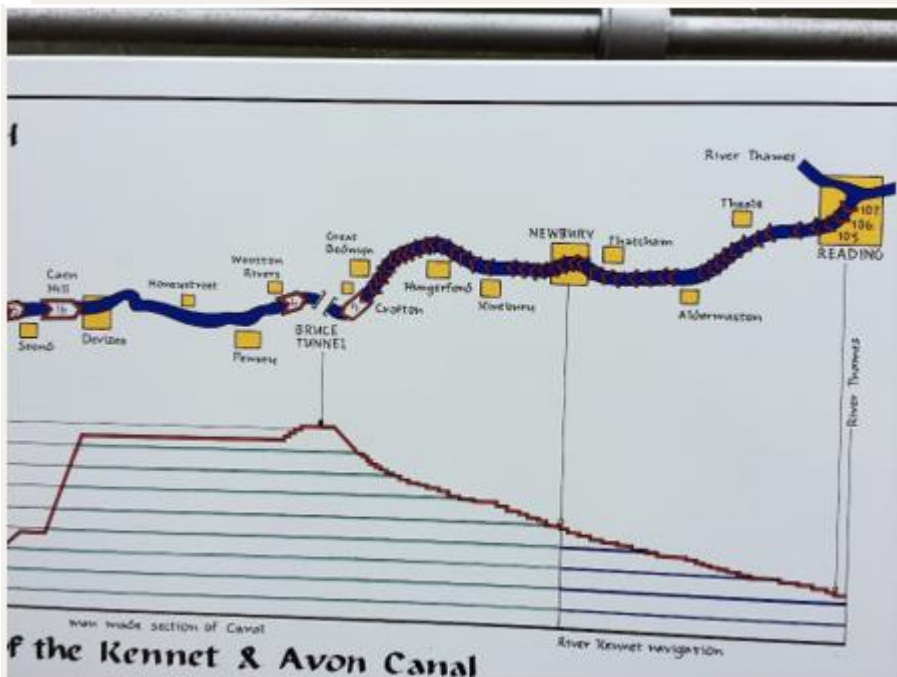 River Thames
Theale
107
106
105
READING
Great
Bedwyn
NEWBURY
Thatcham
Wootton
Rivers
Caen
Hill
Honeystreet
Hungerford
Crofton
Kintbury
Aldermaston
16
Seend
Devizes
Pewsey
BRUCE
TUNNEL
River Thames
man made section of Canal
River Kennet navigation
f the Kennet & Avon Canal